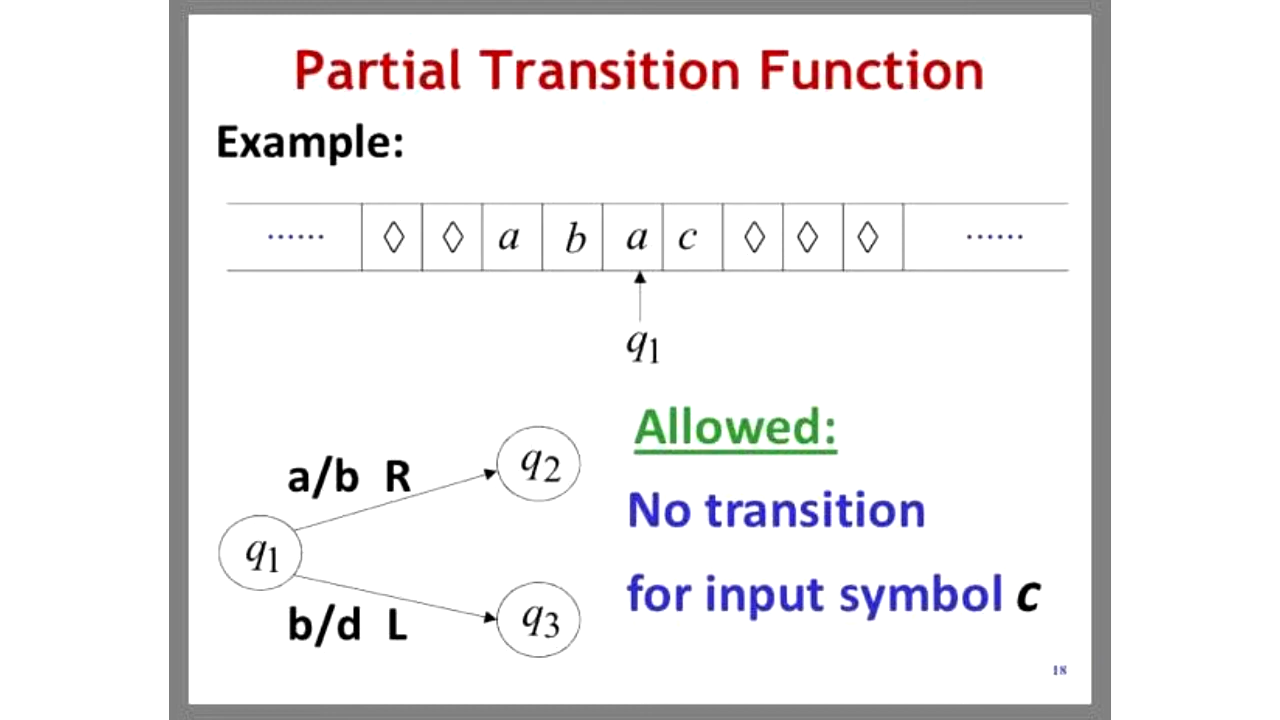 Partial Transition Function
Example:
...... ◊ ◊ a b a c ◊ ◊ ◊ ......
q1
Allowed:
a/b R
q2
No transition
q1
for input symbol c
b/d L
q3
18